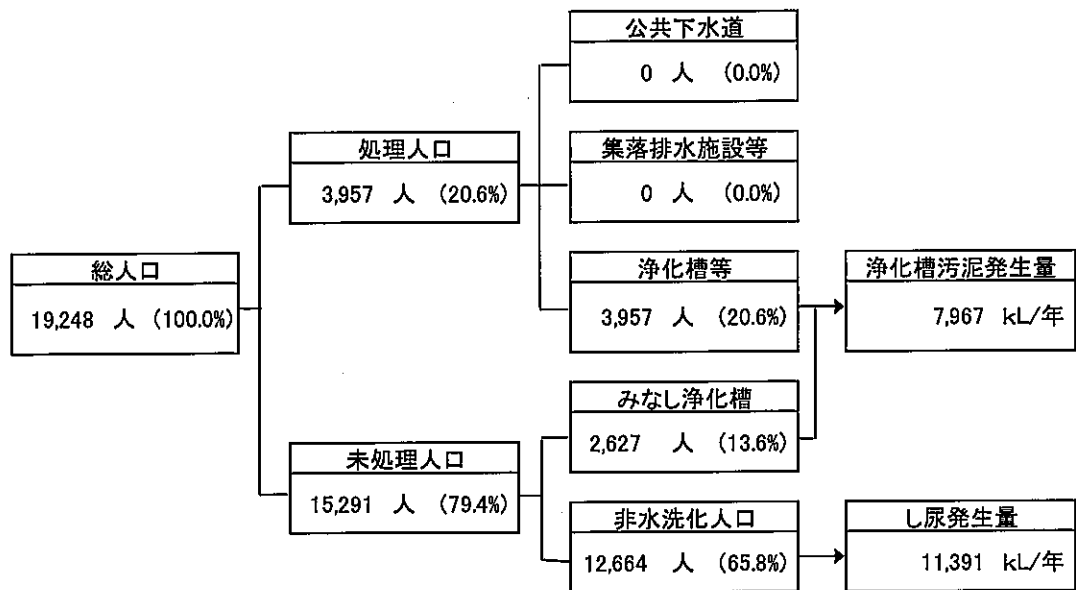 公共下水道
0 人 (0.0%)
処理人口
3,957 人 (20.6%)
集落排水施設等
0 人 (0.0%)
総人口
19,248 人 (100.0%)
浄化槽等
3,957 人 (20.6%)
浄化槽汚泥発生量
7,967 kL/年
みなし浄化槽
2,627 人 (13.6%)
未処理人口
15,291 人 (79.4%)
非水洗化人口
12,664 人 (65.8%)
し尿発生量
11,391 kL/年